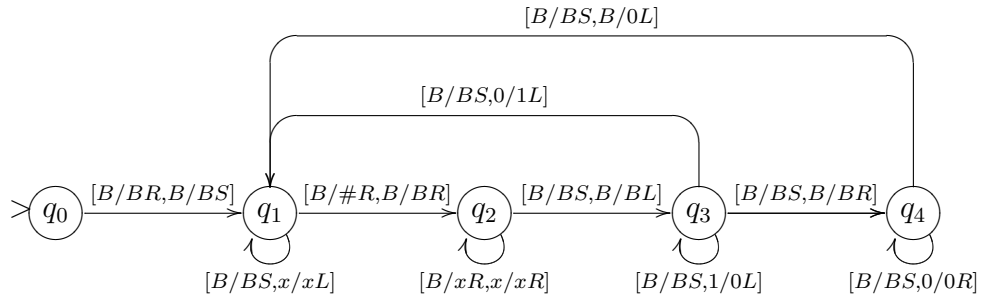 [B/BS,B/0L]
[B/BS,0/1L]
[B/BR,B/BS] [B/#R,B/BR] [B/BS,B/BL] [B/BS,B/BR]
> q0 q1 q2 q3 q4
[B/BS,x/xL] [B/xR,x/xR] [B/BS,1/0L] [B/BS,0/0R]